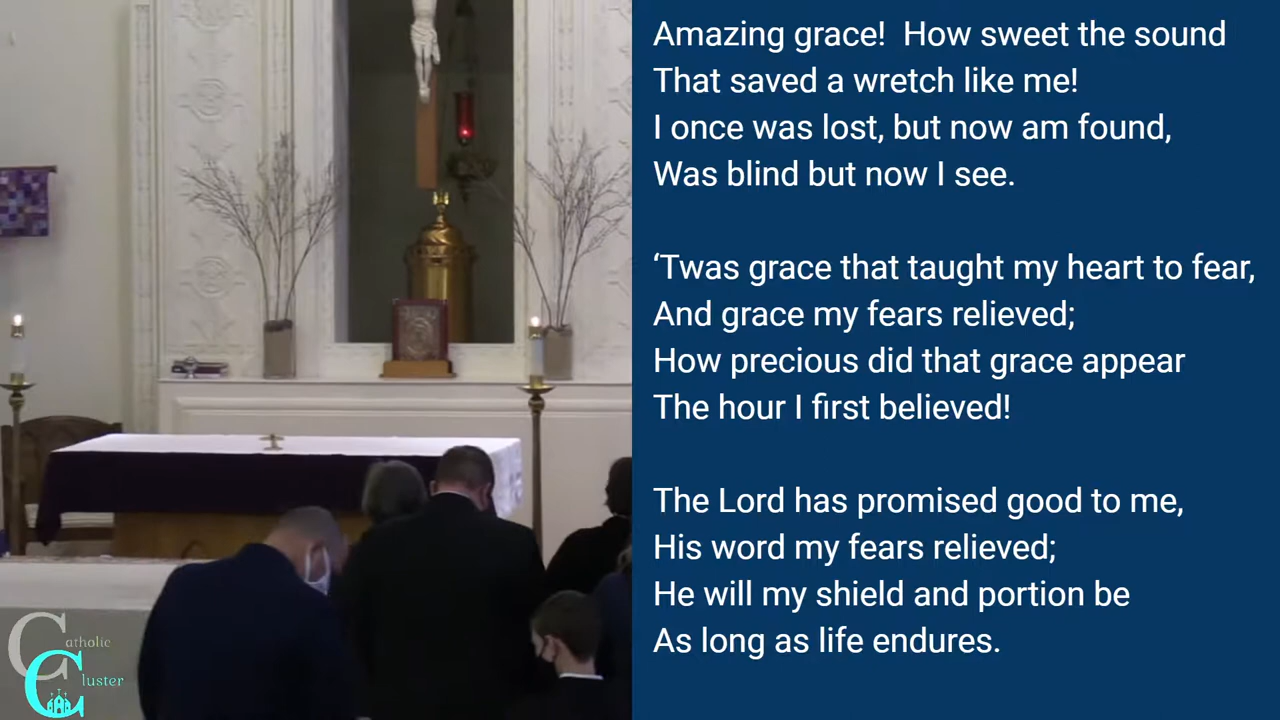 Amazing grace!  How sweet the sound
That saved a wretch like me!
I once was lost, but now am found,
Was blind but now I see.
‘Twas grace that taught my heart to fear,
And grace my fears relieved;
How precious did that grace appear
The hour I first believed!
The Lord has promised good to me,
His word my fears relieved;
He will my shield and portion be
As long as life endures.
Catholic
Cluster